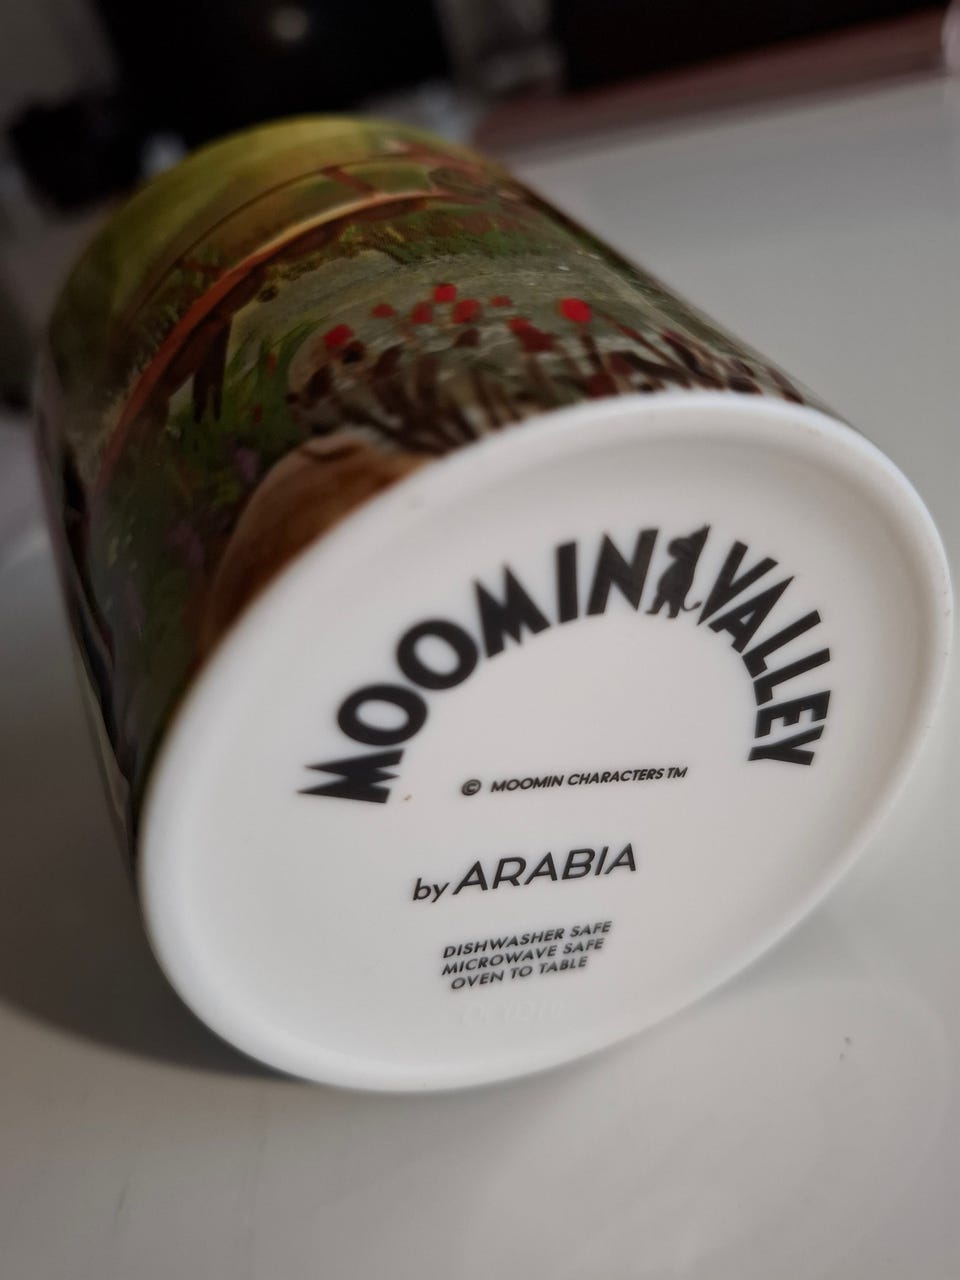 MOOMINVALLEY
© MOOMIN CHARACTERS TM
by ARABIA
DISHWASHER SAFE
MICROWAVE SAFE
OVEN TO TABLE